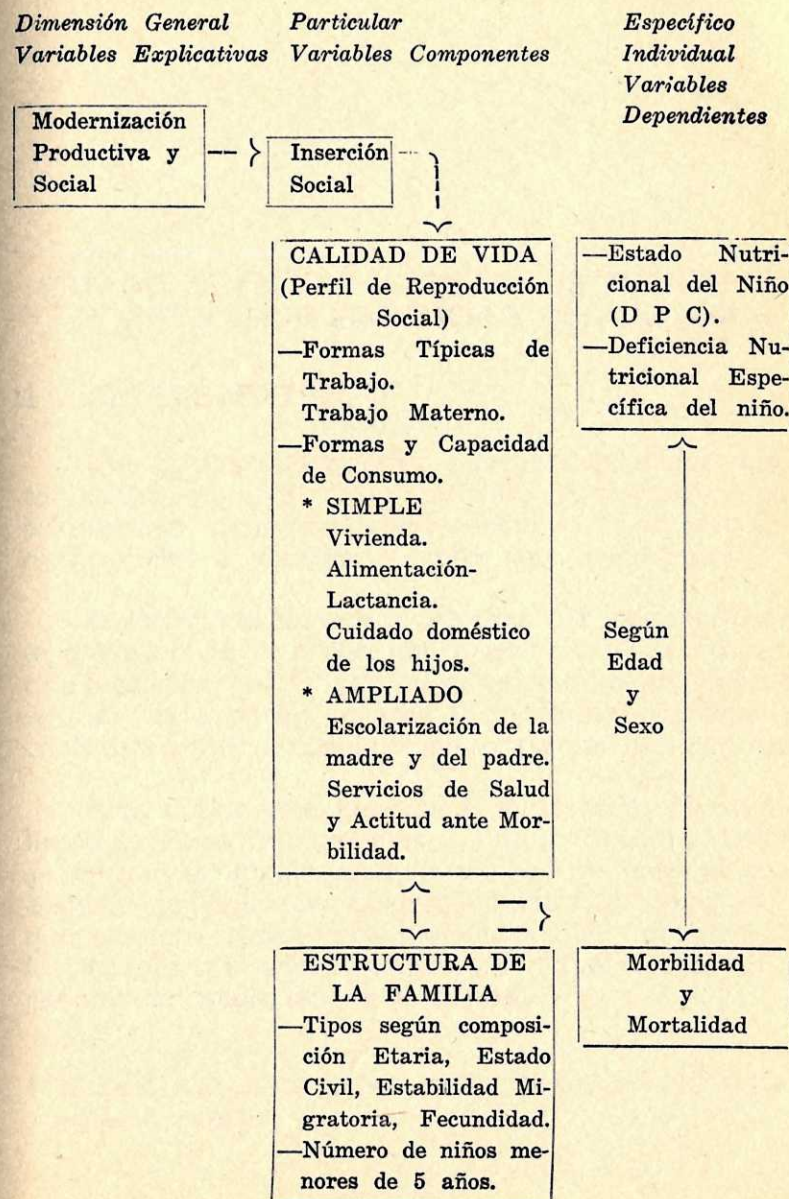 Dimensión General
Variables Explicativas
Particular
Variables Componentes
Específico
Individual
Variables
Dependientes
Modernización
Productiva y
Social
Inserción
Social
CALIDAD DE VIDA
(Perfil de Reproducción
Social)
—Formas Típicas de
Trabajo.
Trabajo Materno.
—Formas y Capacidad
de Consumo.
* SIMPLE
Vivienda.
Alimentación-
Lactancia.
Cuidado doméstico
de los hijos.
* AMPLIADO
Escolarización de la
madre y del padre.
Servicios de Salud
y Actitud ante Mor-
bilidad.
—Estado Nutri-
cional del Niño
(D P C).
—Deficiencia Nu-
tricional Espe-
cífica del niño.
Según
Edad
y
Sexo
ESTRUCTURA DE
LA FAMILIA
—Tipos según composi-
ción Etaria, Estado
Civil, Estabilidad Mi-
gratoria, Fecundidad.
—Número de niños me-
nores de 5 años.
Morbilidad
y
Mortalidad